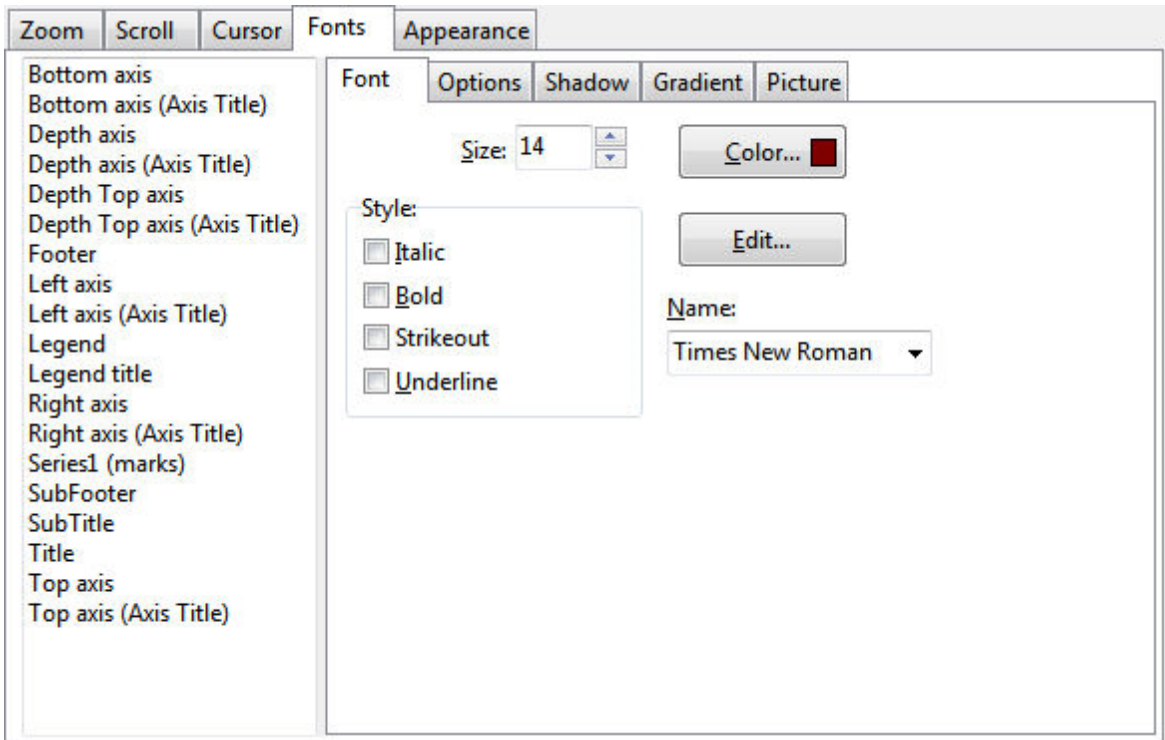 Zoom Scroll Cursor Fonts Appearance
Bottom axis
Bottom axis (Axis Title)
Depth axis
Depth axis (Axis Title)
Depth Top axis
Depth Top axis (Axis Title)
Footer
Left axis
Left axis (Axis Title)
Legend
Legend title
Right axis
Right axis (Axis Title)
Series1 (marks)
SubFooter
SubTitle
Title
Top axis
Top axis (Axis Title)
Font Options Shadow Gradient Picture
Size: 14
Color...
Style:
Italic
Bold
Strikeout
Underline
Edit...
Name:
Times New Roman